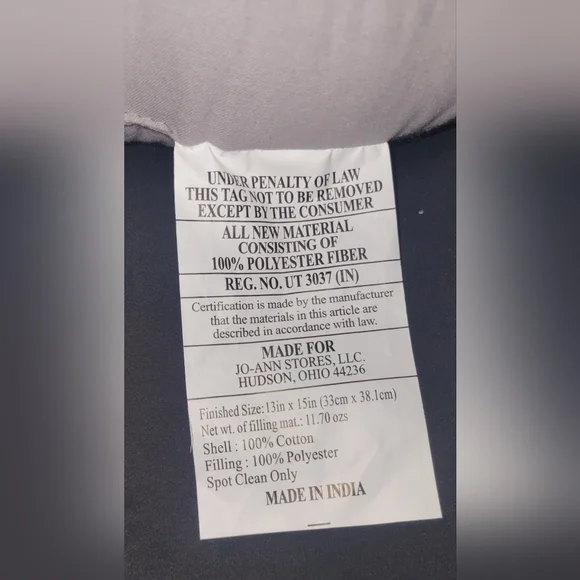 UNDER PENALTY OF LAW
THIS TAG NOT TO BE REMOVED
EXCEPT BY THE CONSUMER
ALL NEW MATERIAL
CONSISTING OF
100% POLYESTER FIBER
REG. NO. UT 3037 (IN)
Certification is made by the manufacturer
that the materials in this article are
described in accordance with law.
MADE FOR
JO-ANN STORES, LLC.
HUDSON, OHIO 44236
Finished Size: 13in x 15in (33cm x 38.1cm)
Net wt. of filling mat.: 11.70 ozs
Shell : 100% Cotton
Filling : 100% Polyester
Spot Clean Only
MADE IN INDIA